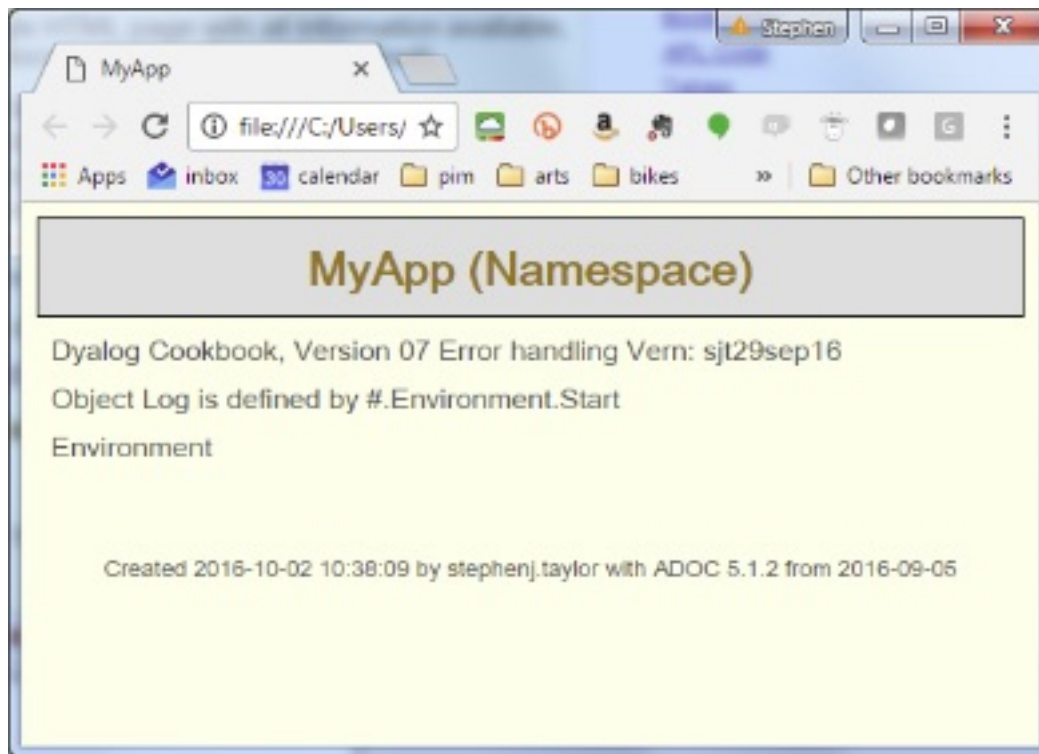 Stephen
MyApp
file:///C:/Users/
Apps inbox 30 calendar pim arts bikes » Other bookmarks
MyApp (Namespace)
Dyalog Cookbook, Version 07 Error handling Vern: sjt29sep16
Object Log is defined by #.Environment.Start
Environment
Created 2016-10-02 10:38:09 by stephenj.taylor with ADOC 5.1.2 from 2016-09-05